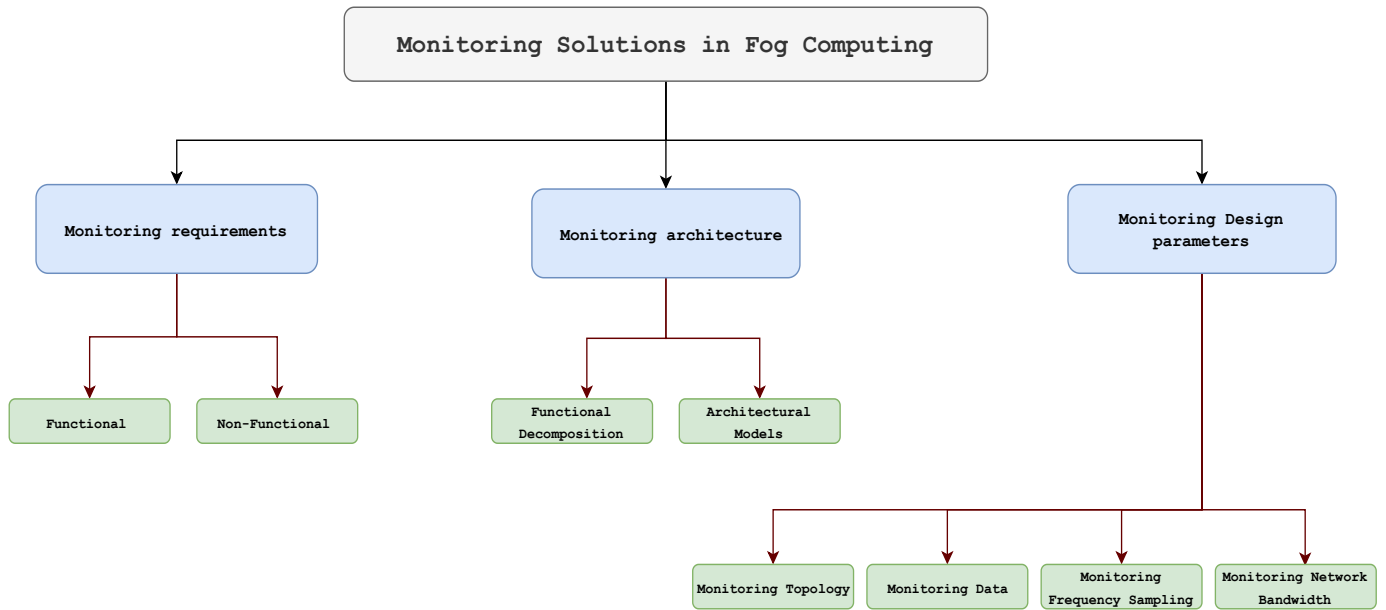 Monitoring Solutions in Fog Computing
Monitoring requirements
Monitoring architecture
Monitoring Design
parameters
Functional
Non-Functional
Functional
Decomposition
Architectural
Models
Monitoring Topology
Monitoring Data
Monitoring
Frequency Sampling
Monitoring Network
Bandwidth